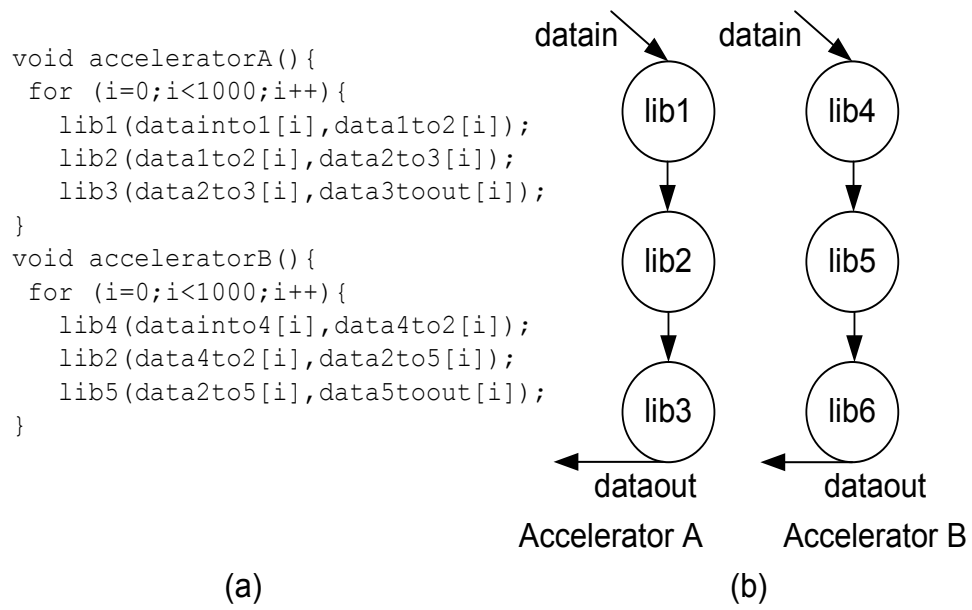 void acceleratorA(){
for (i=0;i<1000;i++){
lib1(datainto1[i],data1to2[i]);
lib2(data1to2[i],data2to3[i]);
lib3(data2to3[i],data3toout[i]);
}
void acceleratorB(){
for (i=0;i<1000;i++){
lib4(datainto4[i],data4to2[i]);
lib2(data4to2[i],data2to5[i]);
lib5(data2to5[i],data5toout[i]);
}
(a)
datain
lib1
lib2
lib3
dataout
Accelerator A
datain
lib4
lib5
lib6
dataout
Accelerator B
(b)